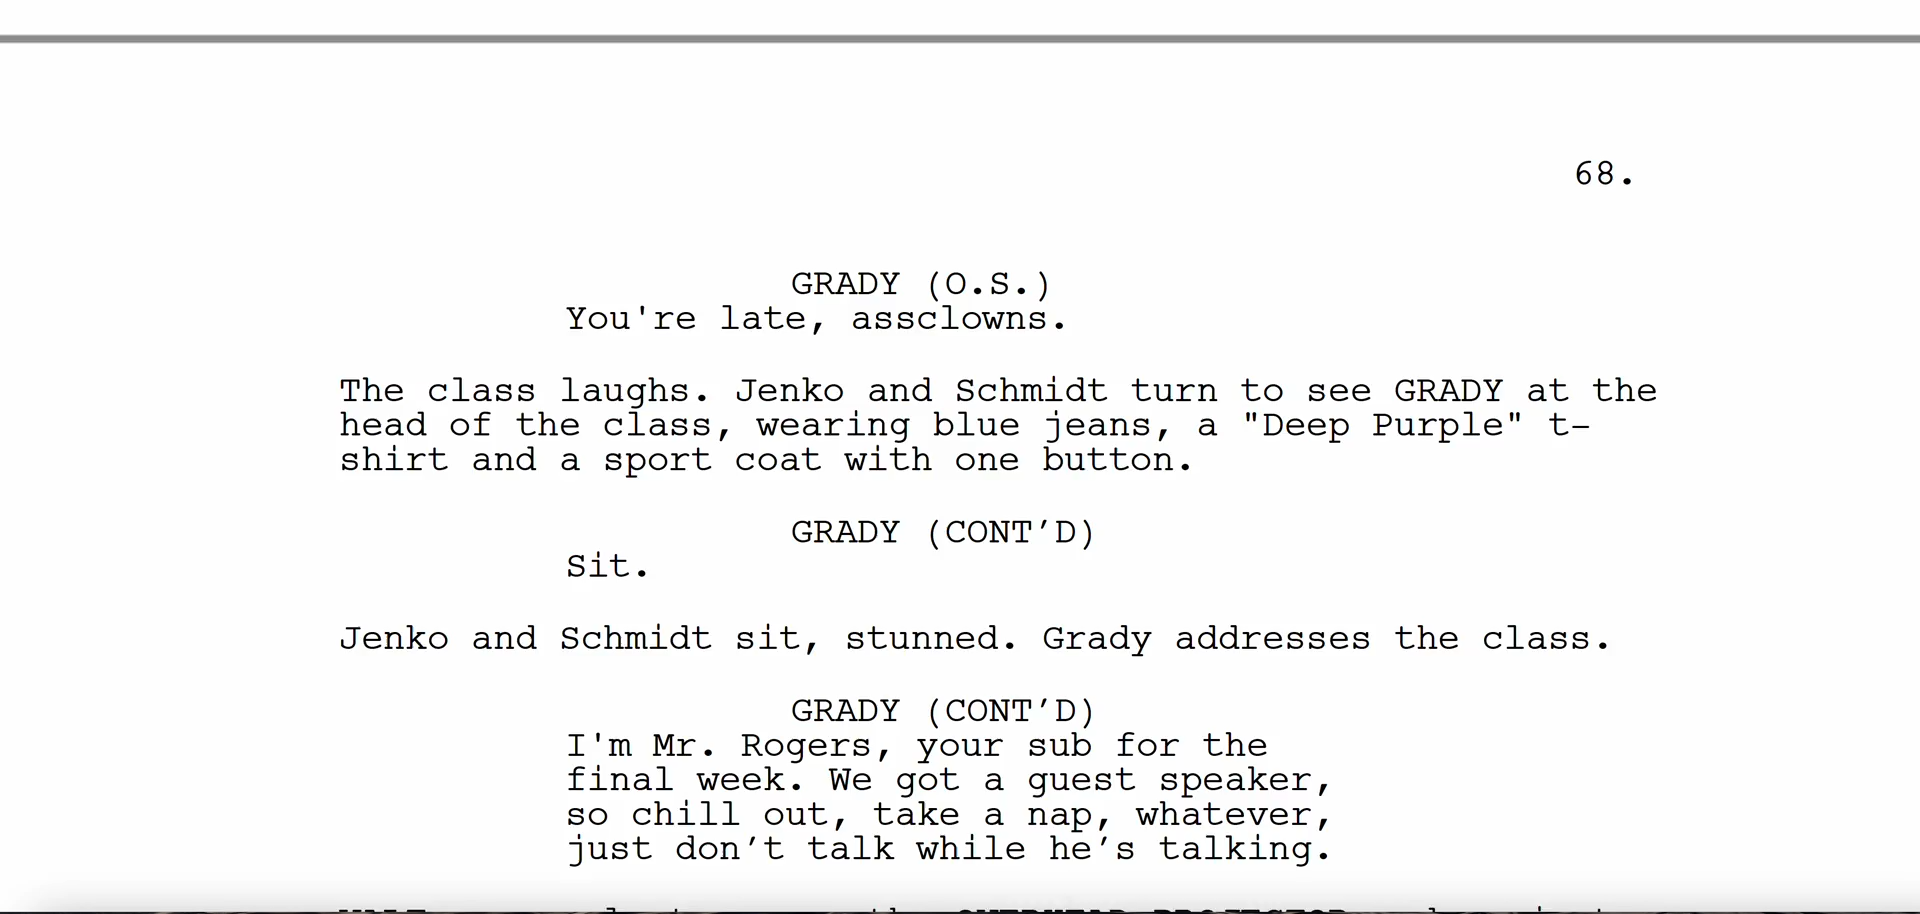 68.
GRADY (O.S.)
You're late, assclowns.
The class laughs. Jenko and Schmidt turn to see GRADY at the
head of the class, wearing blue jeans, a "Deep Purple" t-
shirt and a sport coat with one button.
GRADY (CONT’D)
Sit.
Jenko and Schmidt sit, stunned. Grady addresses the class.
GRADY (CONT’D)
I'm Mr. Rogers, your sub for the
final week. We got a guest speaker,
so chill out, take a nap, whatever,
just don’t talk while he’s talking.